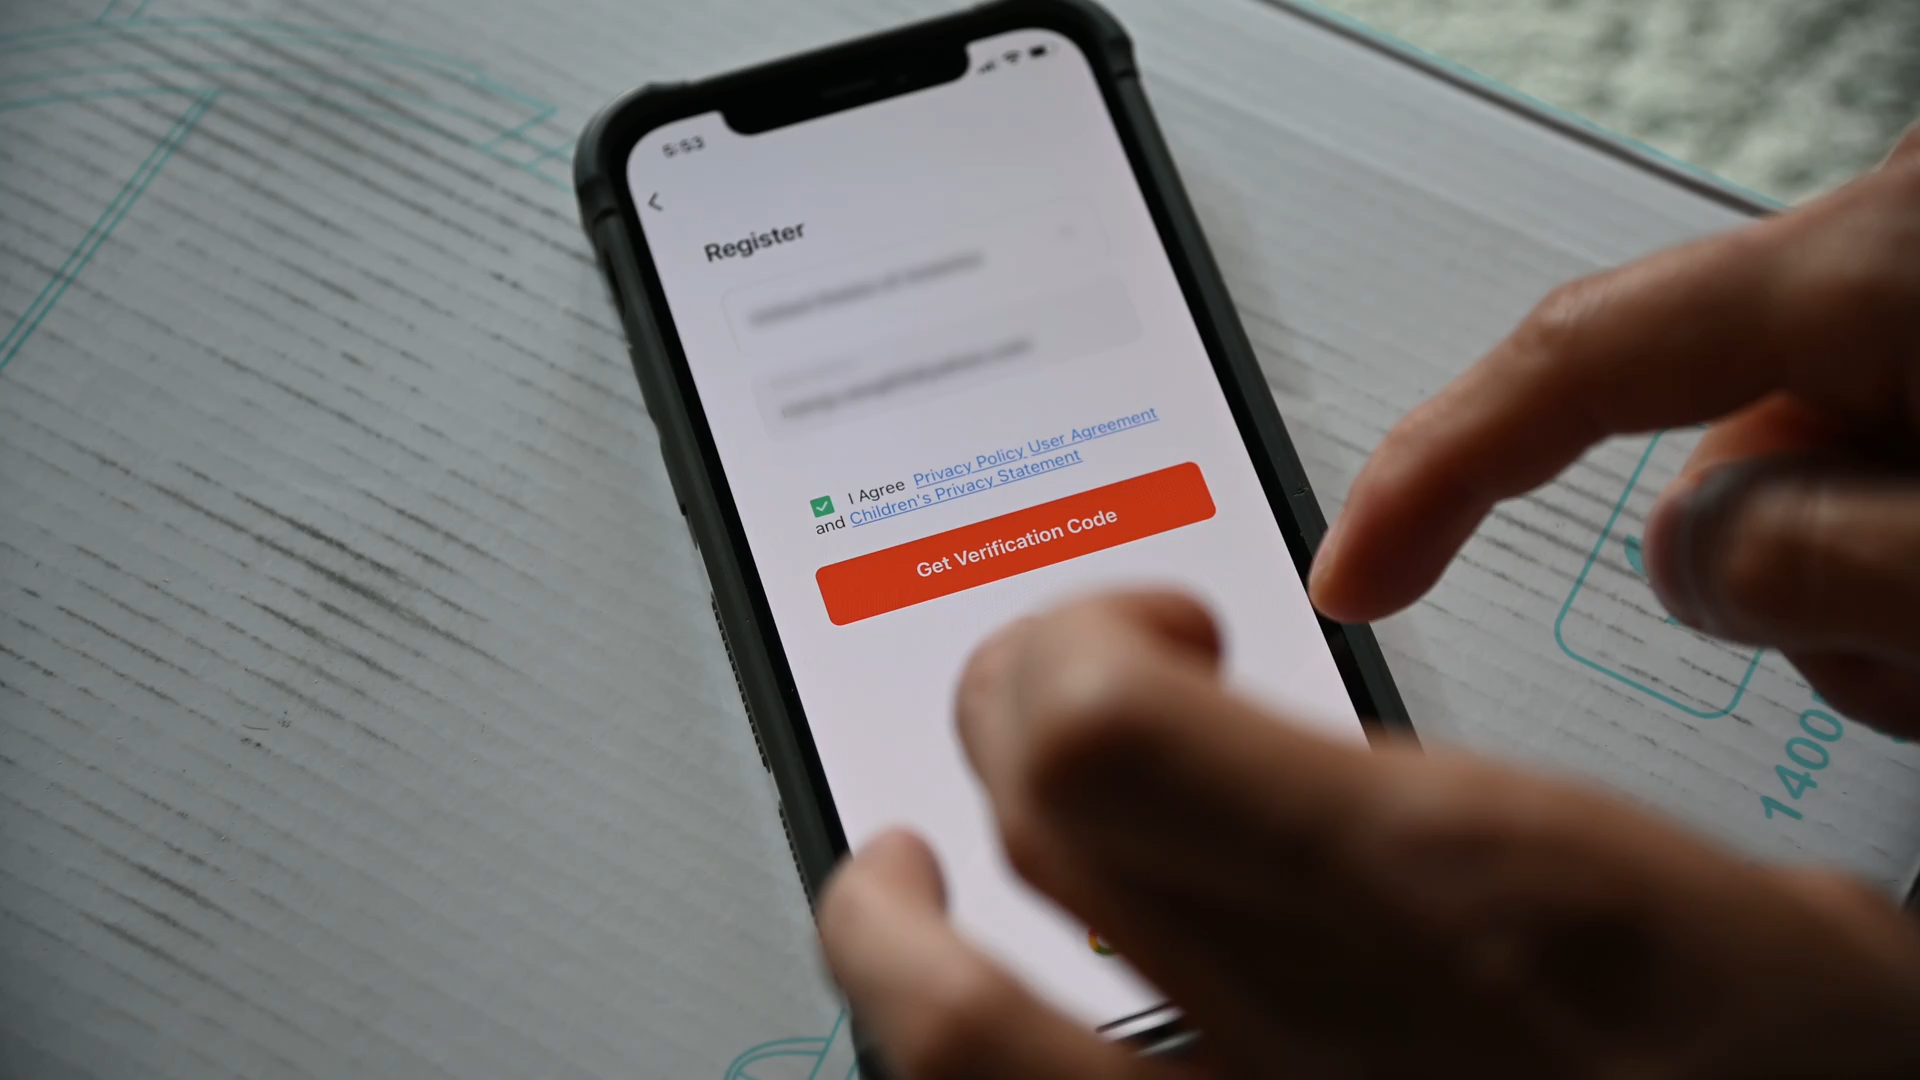 5:53
Register
I Agree Privacy Policy User Agreement
and Children's Privacy Statement
Get Verification Code
1400